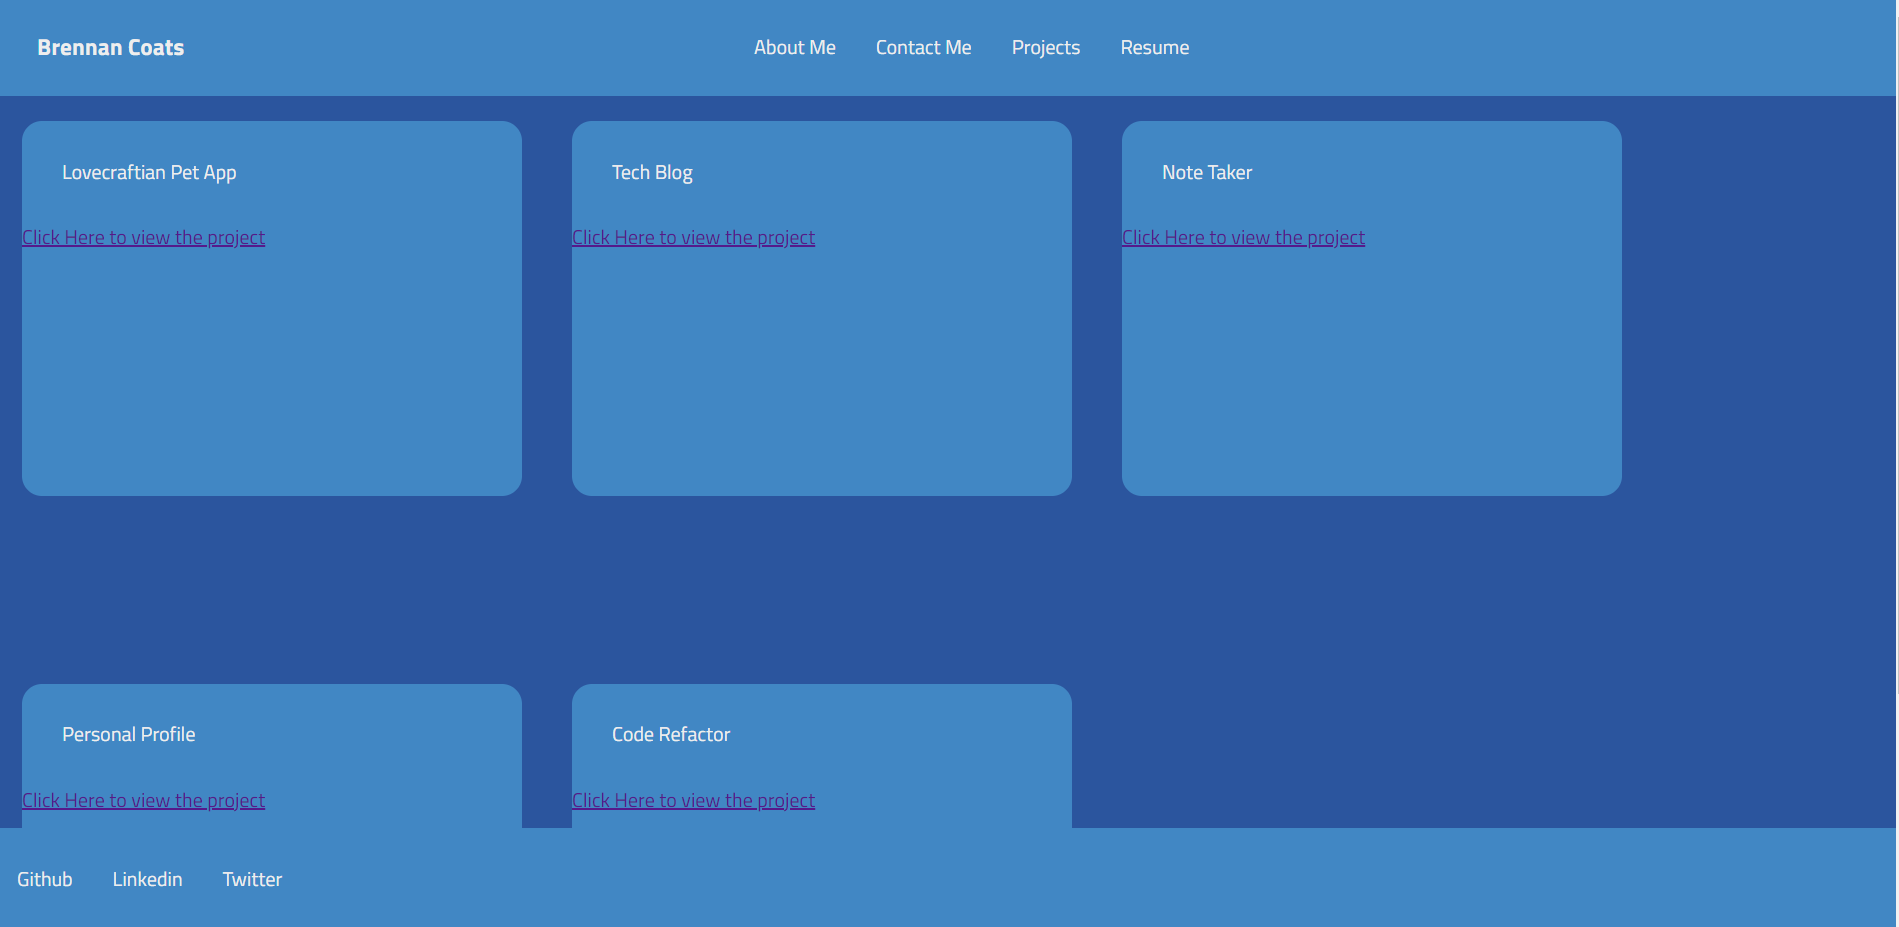 Brennan Coats
About Me Contact Me Projects Resume
Lovecraftian Pet App
Click Here to view the project
Tech Blog
Click Here to view the project
Note Taker
Click Here to view the project
Personal Profile
Click Here to view the project
Code Refactor
Click Here to view the project
Github Linkedin Twitter